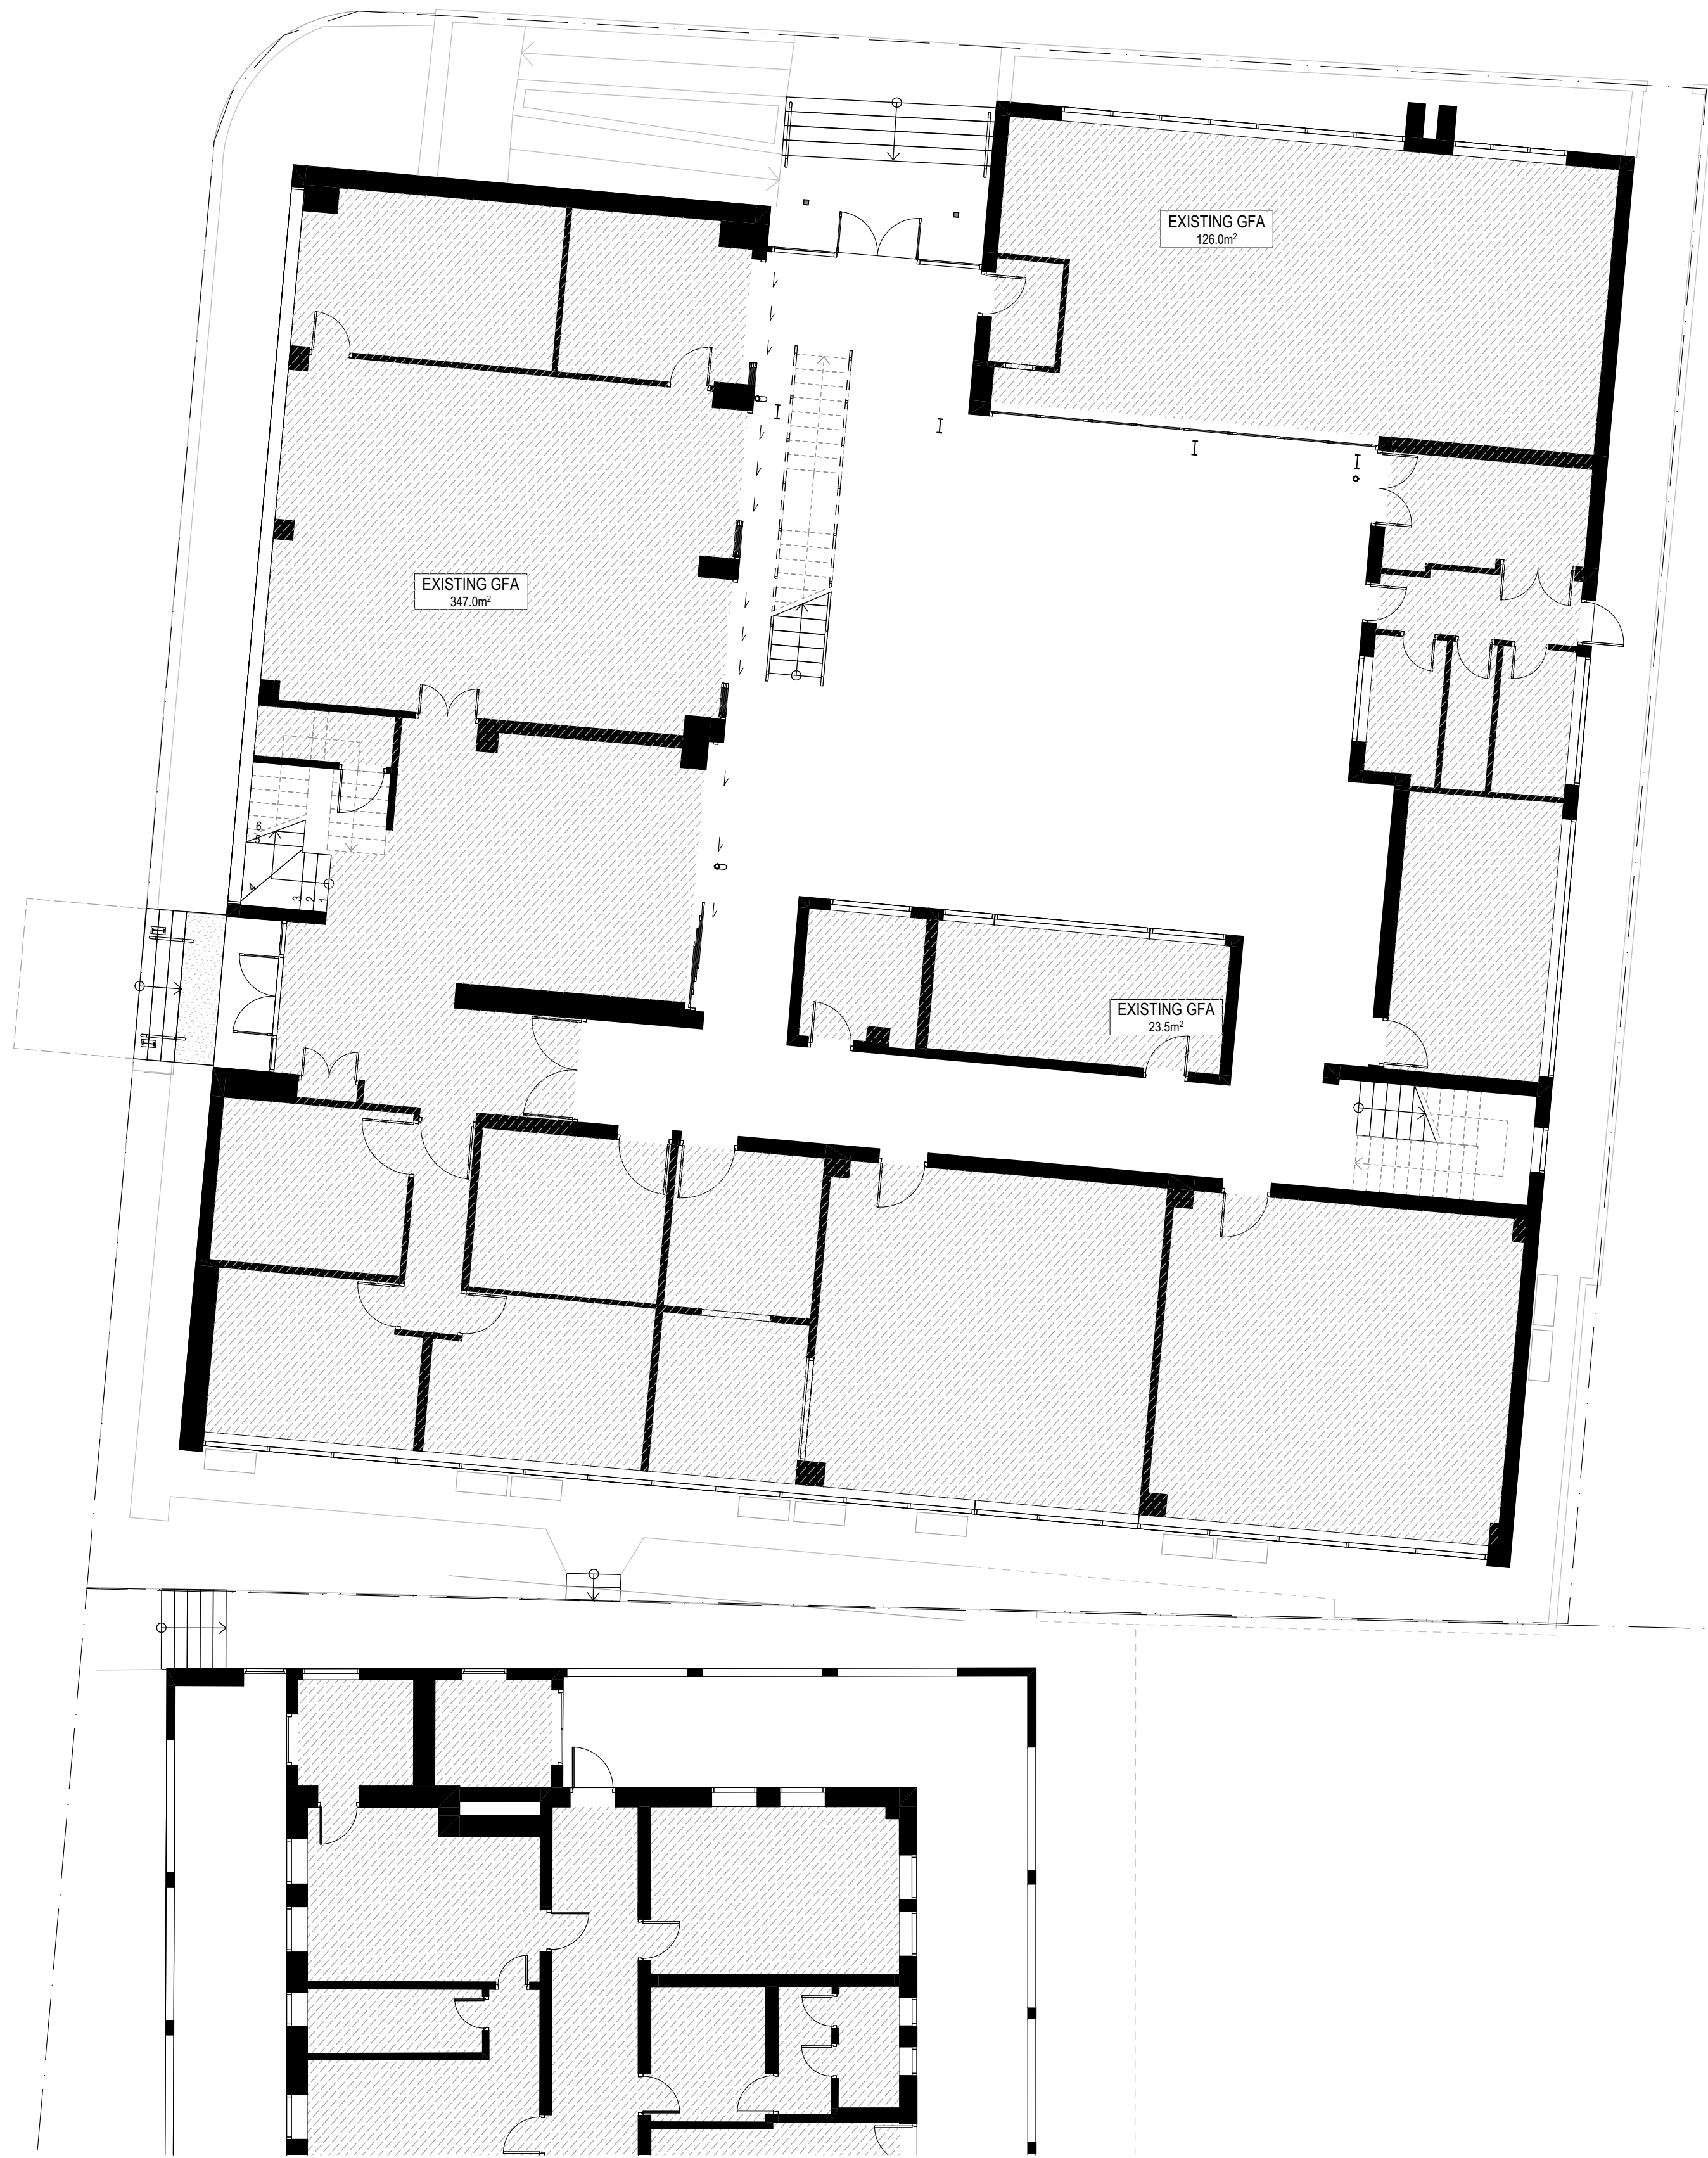 EXISTING GFA
126.0m²
EXISTING GFA
347.0m²
6
5
4
3
2
1
EXISTING GFA
23.5m²